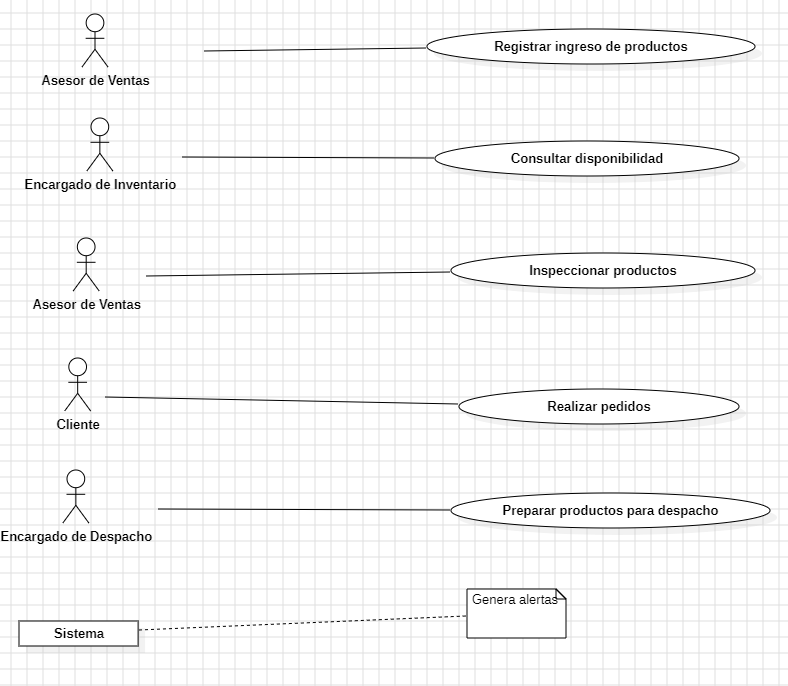 Registrar ingreso de productos
Asesor de Ventas
Consultar disponibilidad
Encargado de Inventario
Inspeccionar productos
Asesor de Ventas
Realizar pedidos
Cliente
Preparar productos para despacho
Encargado de Despacho
Genera alertas
Sistema